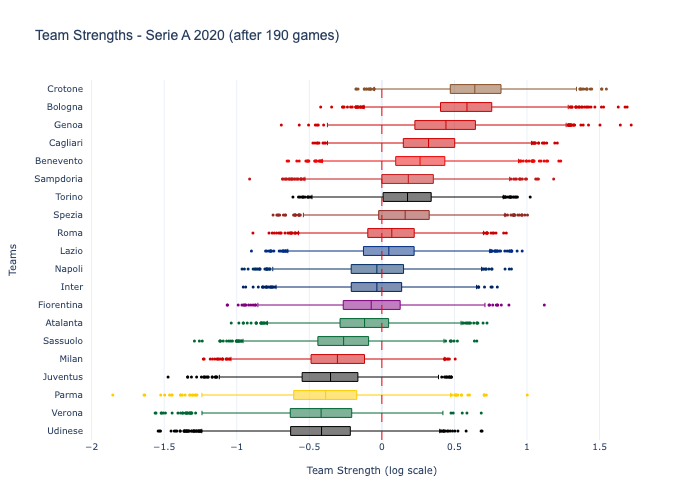 Team Strengths - Serie A 2020 (after 190 games)
Crotone
Bologna
Genoa
Cagliari
Benevento
Sampdoria
Torino
Spezia
Roma
Lazio
Napoli
Inter
Fiorentina
Atalanta
Sassuolo
Milan
Juventus
Parma
Verona
Udinese
Teams
−2 −1.5 −1 −0.5 0 0.5 1 1.5
Team Strength (log scale)